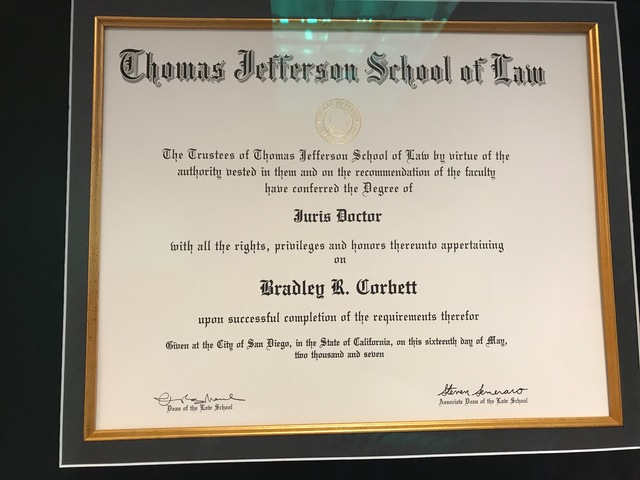 Thomas Jefferson School of Law
The Trustees of Thomas Jefferson School of Law by virtue of the
authority vested in them and on the recommendation of the faculty
have conferred the Degree of
Juris Doctor
with all the rights, privileges and honors thereunto appertaining
on
Bradley R. Corbett
upon successful completion of the requirements therefor
Given at the City of San Diego, in the State of California, on this sixteenth day of May,
two thousand and seven
Dean of the Law School
Steven Semeraro
Associate Dean of the Law School